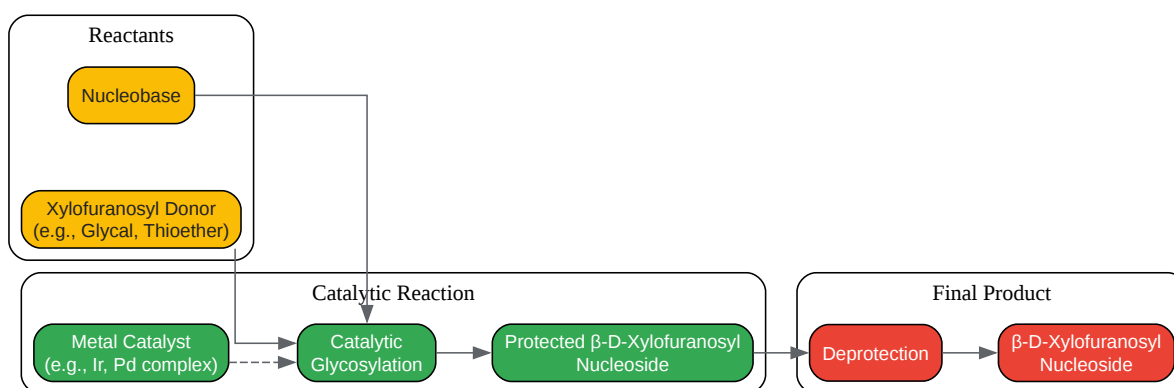 Reactants
Nucleobase
Xylofuranosyl Donor
(e.g., Glycal, Thioether)
Catalytic Reaction
Metal Catalyst
(e.g., Ir, Pd complex)
Catalytic
Glycosylation
Protected β-D-Xylofuranosyl
Nucleoside
Final Product
Deprotection
β-D-Xylofuranosyl
Nucleoside